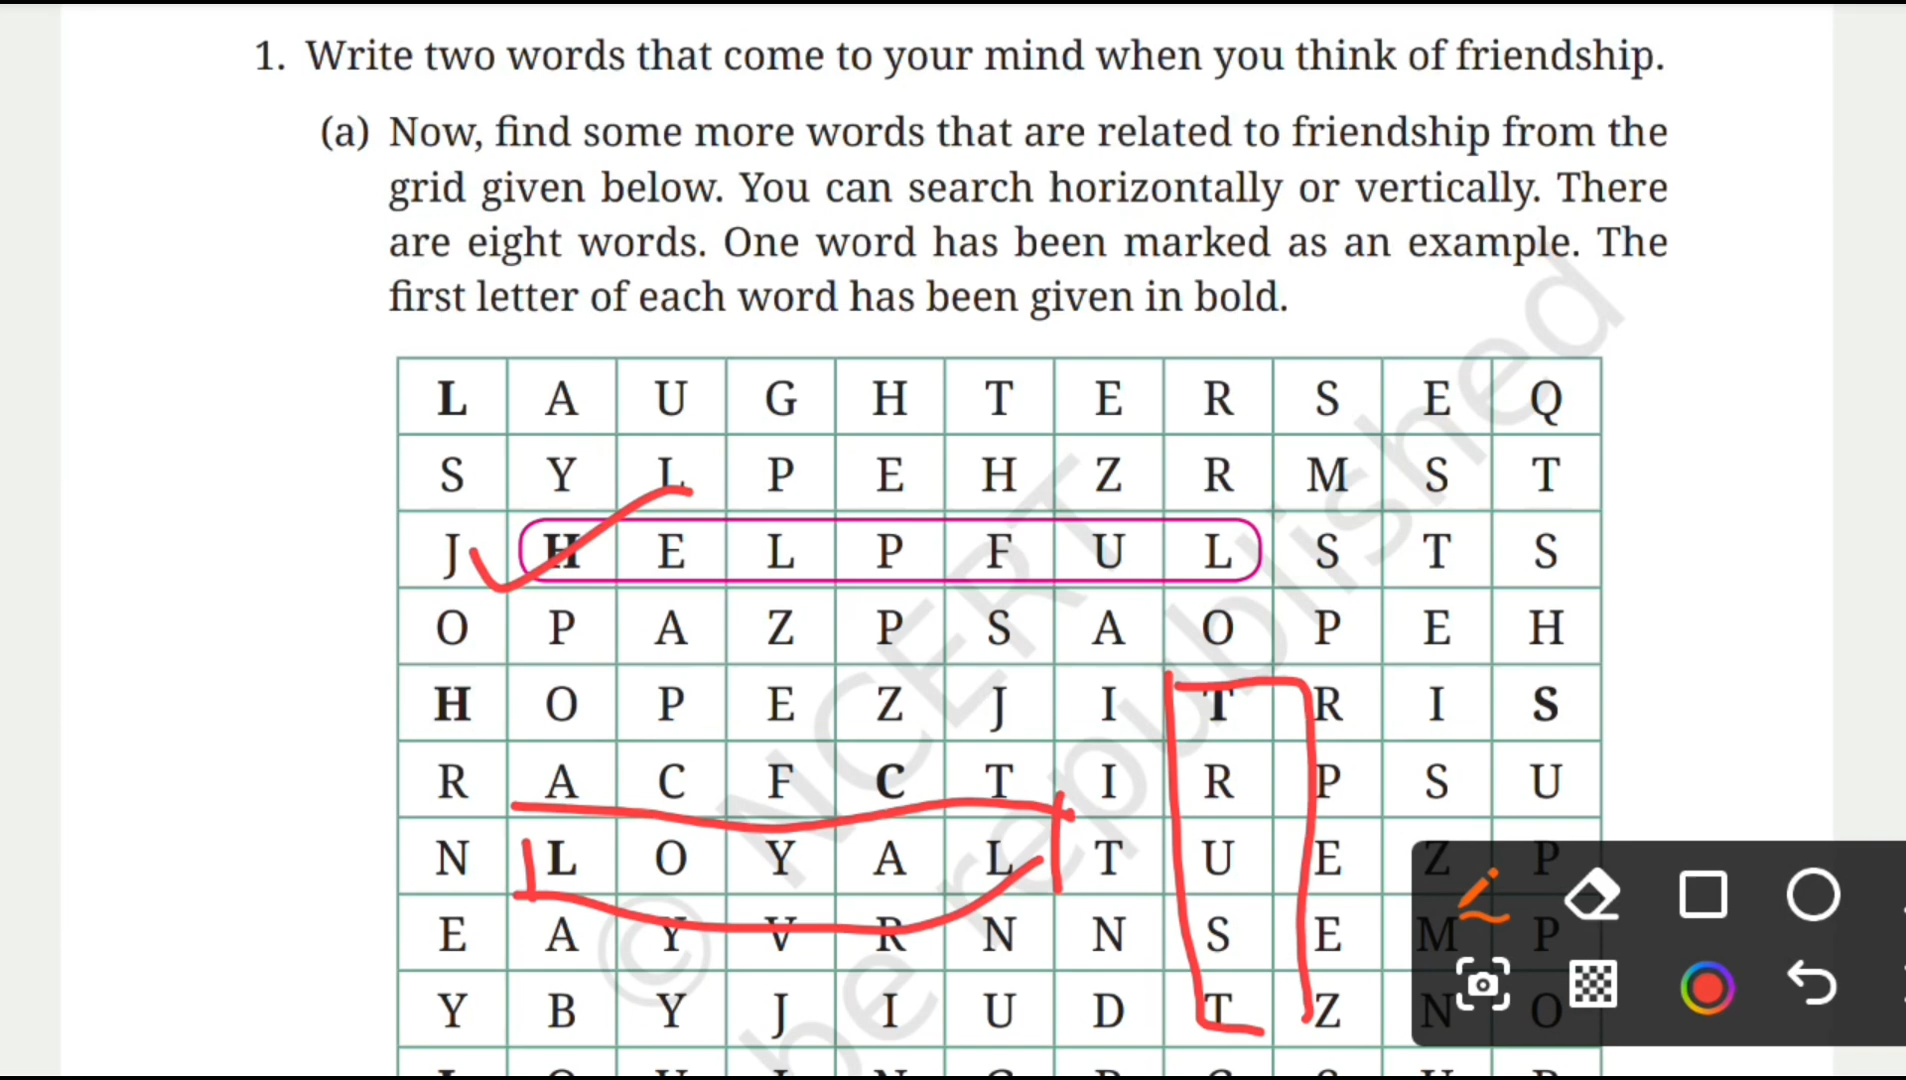 1. Write two words that come to your mind when you think of friendship.
(a) Now, find some more words that are related to friendship from the
grid given below. You can search horizontally or vertically. There
are eight words. One word has been marked as an example. The
first letter of each word has been given in bold.
L A U G H T E R S E Q
S Y L P E H Z R M S T
J H E L P F U L S T S
O P A Z P S A O P E H
H O P E Z J I T R I S
R A C F C T I R P S U
N L O Y A L T U E Z P
E A Y V R N N S E M P
Y B Y J I U D T Z N O
© NCERT
be republished